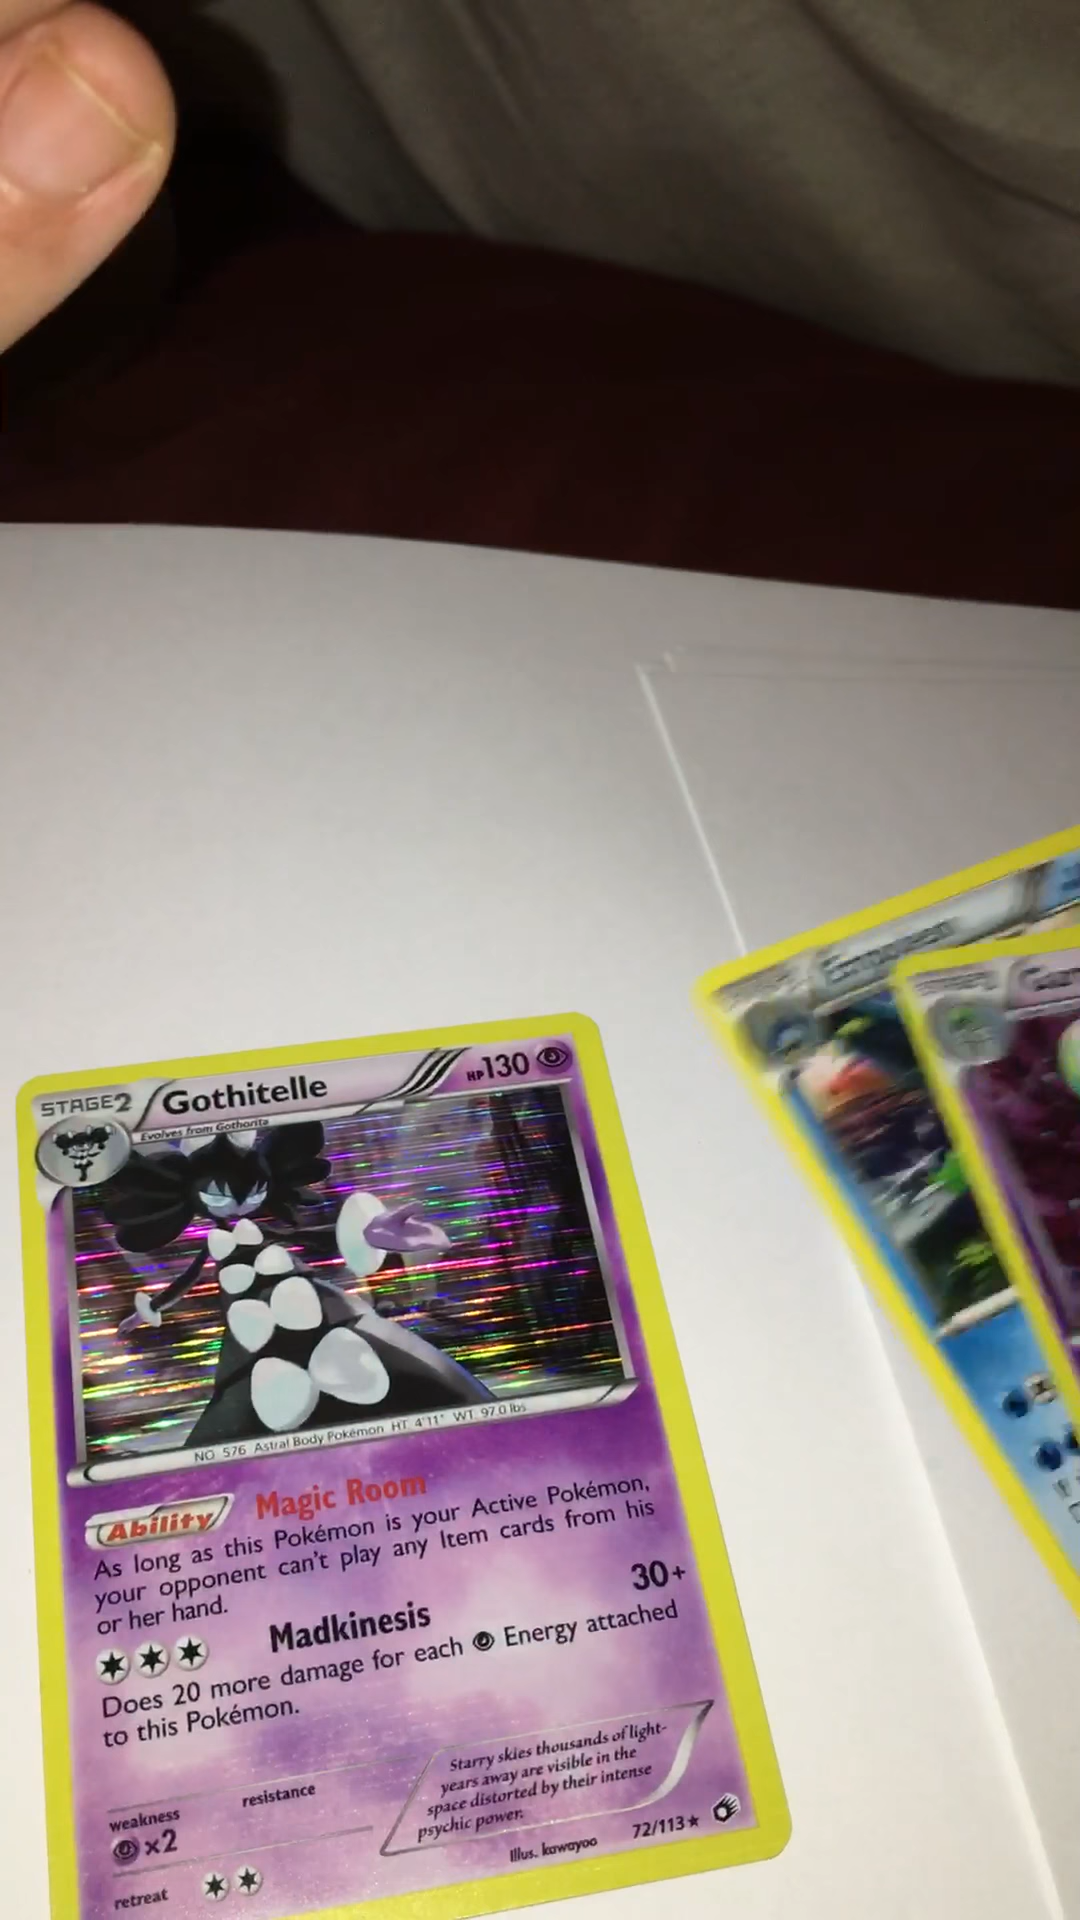 STAGE2 Gothitelle HP130
Evolves from Gothorita
NO. 576 Astral Body Pokémon HT. 4'11" WT. 97.0 lbs
Ability Magic Room
As long as this Pokémon is your Active Pokémon,
your opponent can't play any Item cards from his
or her hand.
Madkinesis 30+
Does 20 more damage for each Energy attached
to this Pokémon.
weakness resistance
×2
retreat
Starry skies thousands of light-
years away are visible in the
space distorted by their intense
psychic power.
Illus. kawayoo 72/113
Empoleon